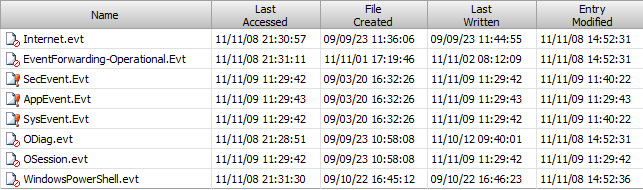 Name Last Accessed File Created Last Written Entry Modified
Internet.evt 11/11/08 21:30:57 09/09/23 11:36:06 09/09/23 11:44:55 11/11/08 14:52:31
EventForwarding-Operational.Evt 11/11/08 21:31:11 11/11/01 17:19:46 11/11/02 08:12:09 11/11/08 14:52:31
SecEvent.Evt 11/11/09 11:29:42 09/03/20 16:32:26 11/11/09 11:29:42 11/11/09 11:40:22
AppEvent.Evt 11/11/09 11:29:43 09/03/20 16:32:26 11/11/09 11:29:43 11/11/09 11:29:43
SysEvent.Evt 11/11/09 11:29:42 09/03/20 16:32:26 11/11/09 11:29:42 11/11/09 11:40:22
ODiag.evt 11/11/08 21:28:51 09/09/23 10:58:08 11/10/12 09:40:01 11/11/08 14:52:31
OSession.evt 11/11/09 11:29:42 09/09/23 10:58:08 11/11/09 11:29:42 11/11/09 11:29:42
WindowsPowerShell.evt 11/11/08 21:31:30 09/10/22 16:45:12 09/10/22 16:46:23 11/11/08 14:52:36